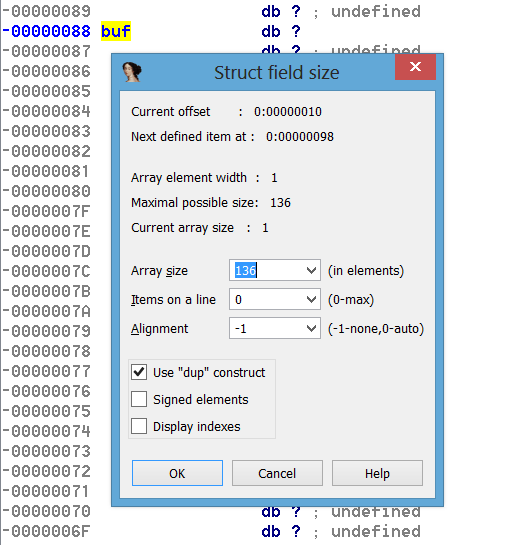 -00000089 db ? ; undefined
-00000088 buf db ?
-00000087 db ? ; undefined
-00000086
Struct field size
-00000085
-00000084 Current offset : 0:00000010
-00000083 Next defined item at : 0:00000098
-00000082
-00000081 Array element width : 1
-00000080 Maximal possible size: 136
-0000007F Current array size : 1
-0000007E
-0000007D
-0000007C Array size 136 (in elements)
-0000007B Items on a line 0 (0-max)
-0000007A
-00000079 Alignment -1 (-1-none,0-auto)
-00000078
-00000077 Use "dup" construct
-00000076 Signed elements
-00000075
-00000074 Display indexes
-00000073
-00000072 OK Cancel Help
-00000071
-00000070 db ? ; undefined
-0000006F db ? ; undefined